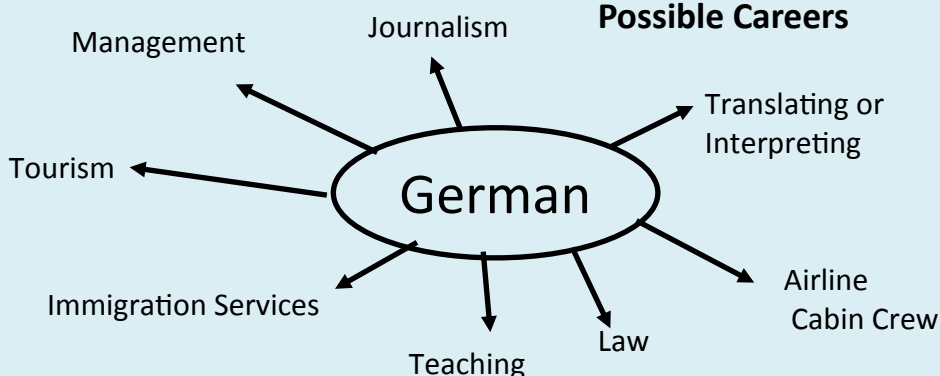 Possible Careers
Journalism
Management
Translating or
Interpreting
Tourism
German
Immigration Services
Airline
Cabin Crew
Law
Teaching